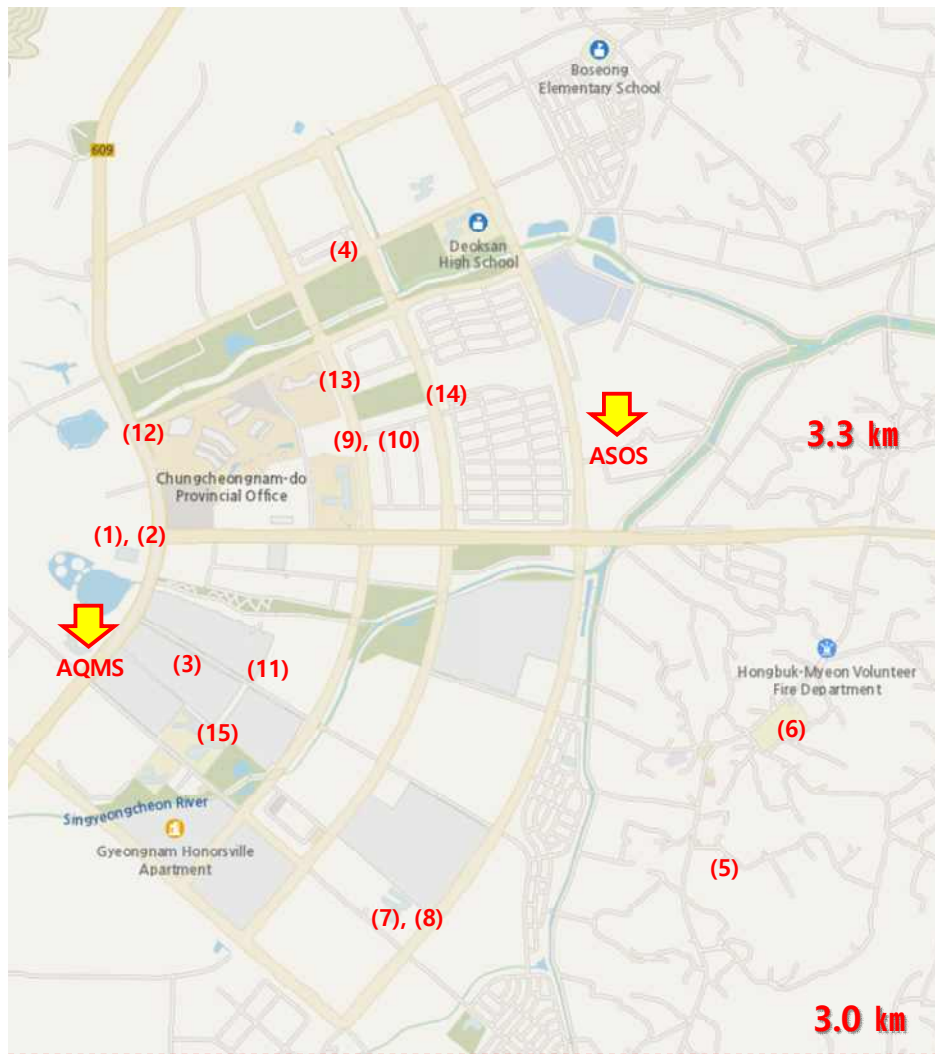 Boseong
Elementary School
609
Deoksan
High School
(4)
(13)
(14)
(12)
(9), (10)
ASOS
3.3 km
Chungcheongnam-do
Provincial Office
(1), (2)
AQMS
(3)
(11)
Hongbuk-Myeon Volunteer
Fire Department
(15)
(6)
Singyeongcheon River
Gyeongnam Honorsville
Apartment
(5)
(7), (8)
3.0 km